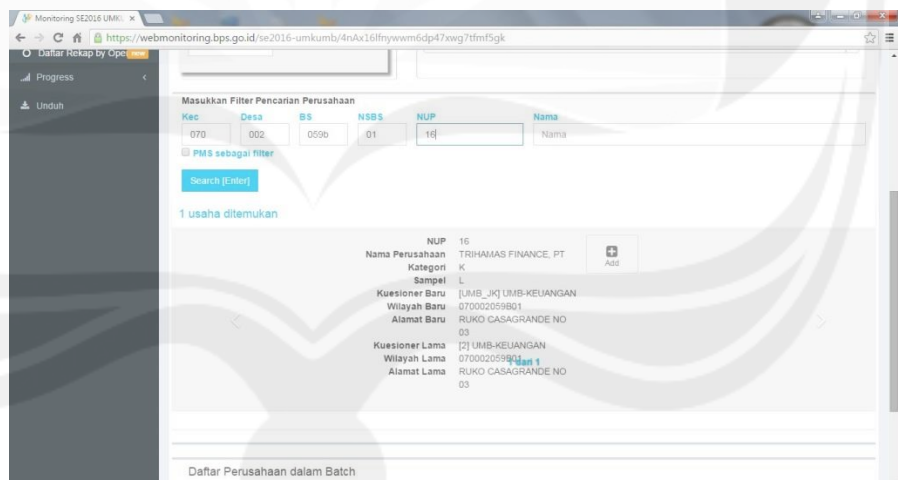 Monitoring SE2016 UMK
https://webmonitoring.bps.go.id/se2016-umkumb/4nAx16lfnywwm6dp47xwg7tfmf5gk
Daftar Rekap by Oper new
Progress
Unduh
Masukkan Filter Pencarian Perusahaan
Kec Desa BS NSBS NUP Nama
070 002 059b 01 16 Nama
PMS sebagai filter
Search [Enter]
1 usaha ditemukan
NUP 16
Nama Perusahaan TRIHAMAS FINANCE, PT
Add
Kategori K
Sampel L
Kuesioner Baru [UMB_JK] UMB-KEUANGAN
Wilayah Baru 070002059B01
Alamat Baru RUKO CASAGRANDE NO
03
Kuesioner Lama [2] UMB-KEUANGAN
Wilayah Lama 070002059B01
1 dari 1
Alamat Lama RUKO CASAGRANDE NO
03
Daftar Perusahaan dalam Batch